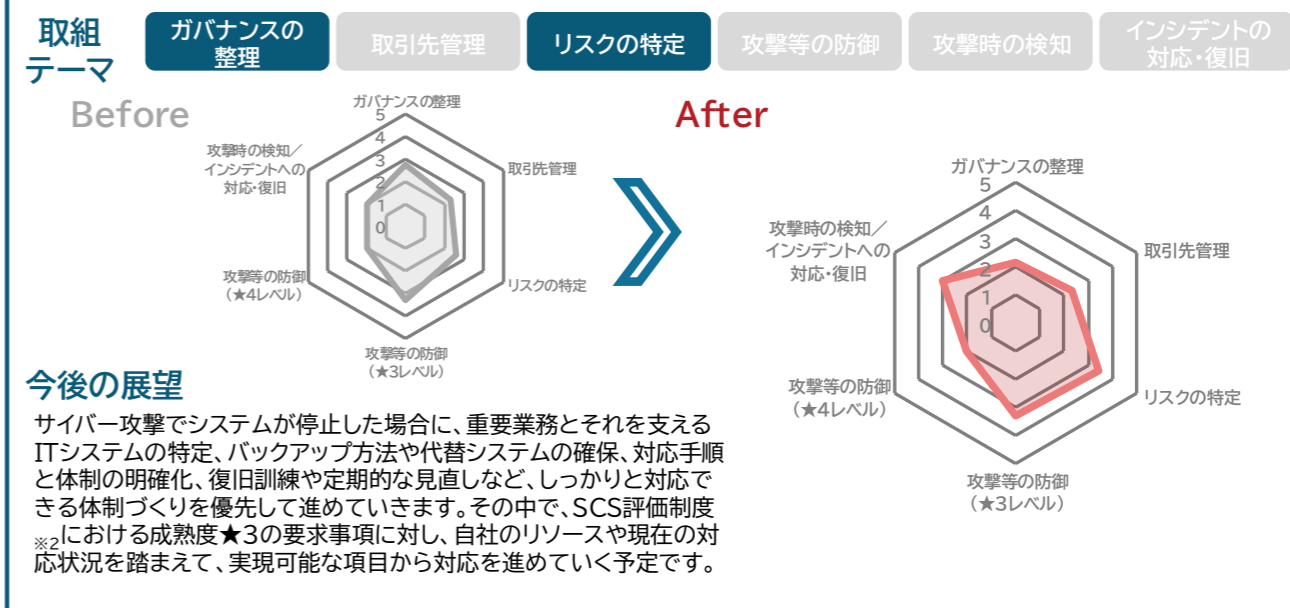 取組
テーマ
ガバナンスの
整理
取引先管理
リスクの特定
攻撃等の防御
攻撃時の検知
インシデントの
対応・復旧
Before
ガバナンスの整理
5
4
3
2
1
0
取引先管理
リスクの特定
攻撃等の防御
(★3レベル)
攻撃等の防御
(★4レベル)
攻撃時の検知/
インシデントへの
対応・復旧
After
ガバナンスの整理
5
4
3
2
1
0
取引先管理
リスクの特定
攻撃等の防御
(★3レベル)
攻撃等の防御
(★4レベル)
攻撃時の検知/
インシデントへの
対応・復旧
今後の展望
サイバー攻撃でシステムが停止した場合に、重要業務とそれを支える
ITシステムの特定、バックアップ方法や代替システムの確保、対応手順
と体制の明確化、復旧訓練や定期的な見直しなど、しっかりと対応で
きる体制づくりを優先して進めていきます。その中で、SCS評価制度
※2における成熟度★3の要求事項に対し、自社のリソースや現在の対
応状況を踏まえて、実現可能な項目から対応を進めていく予定です。